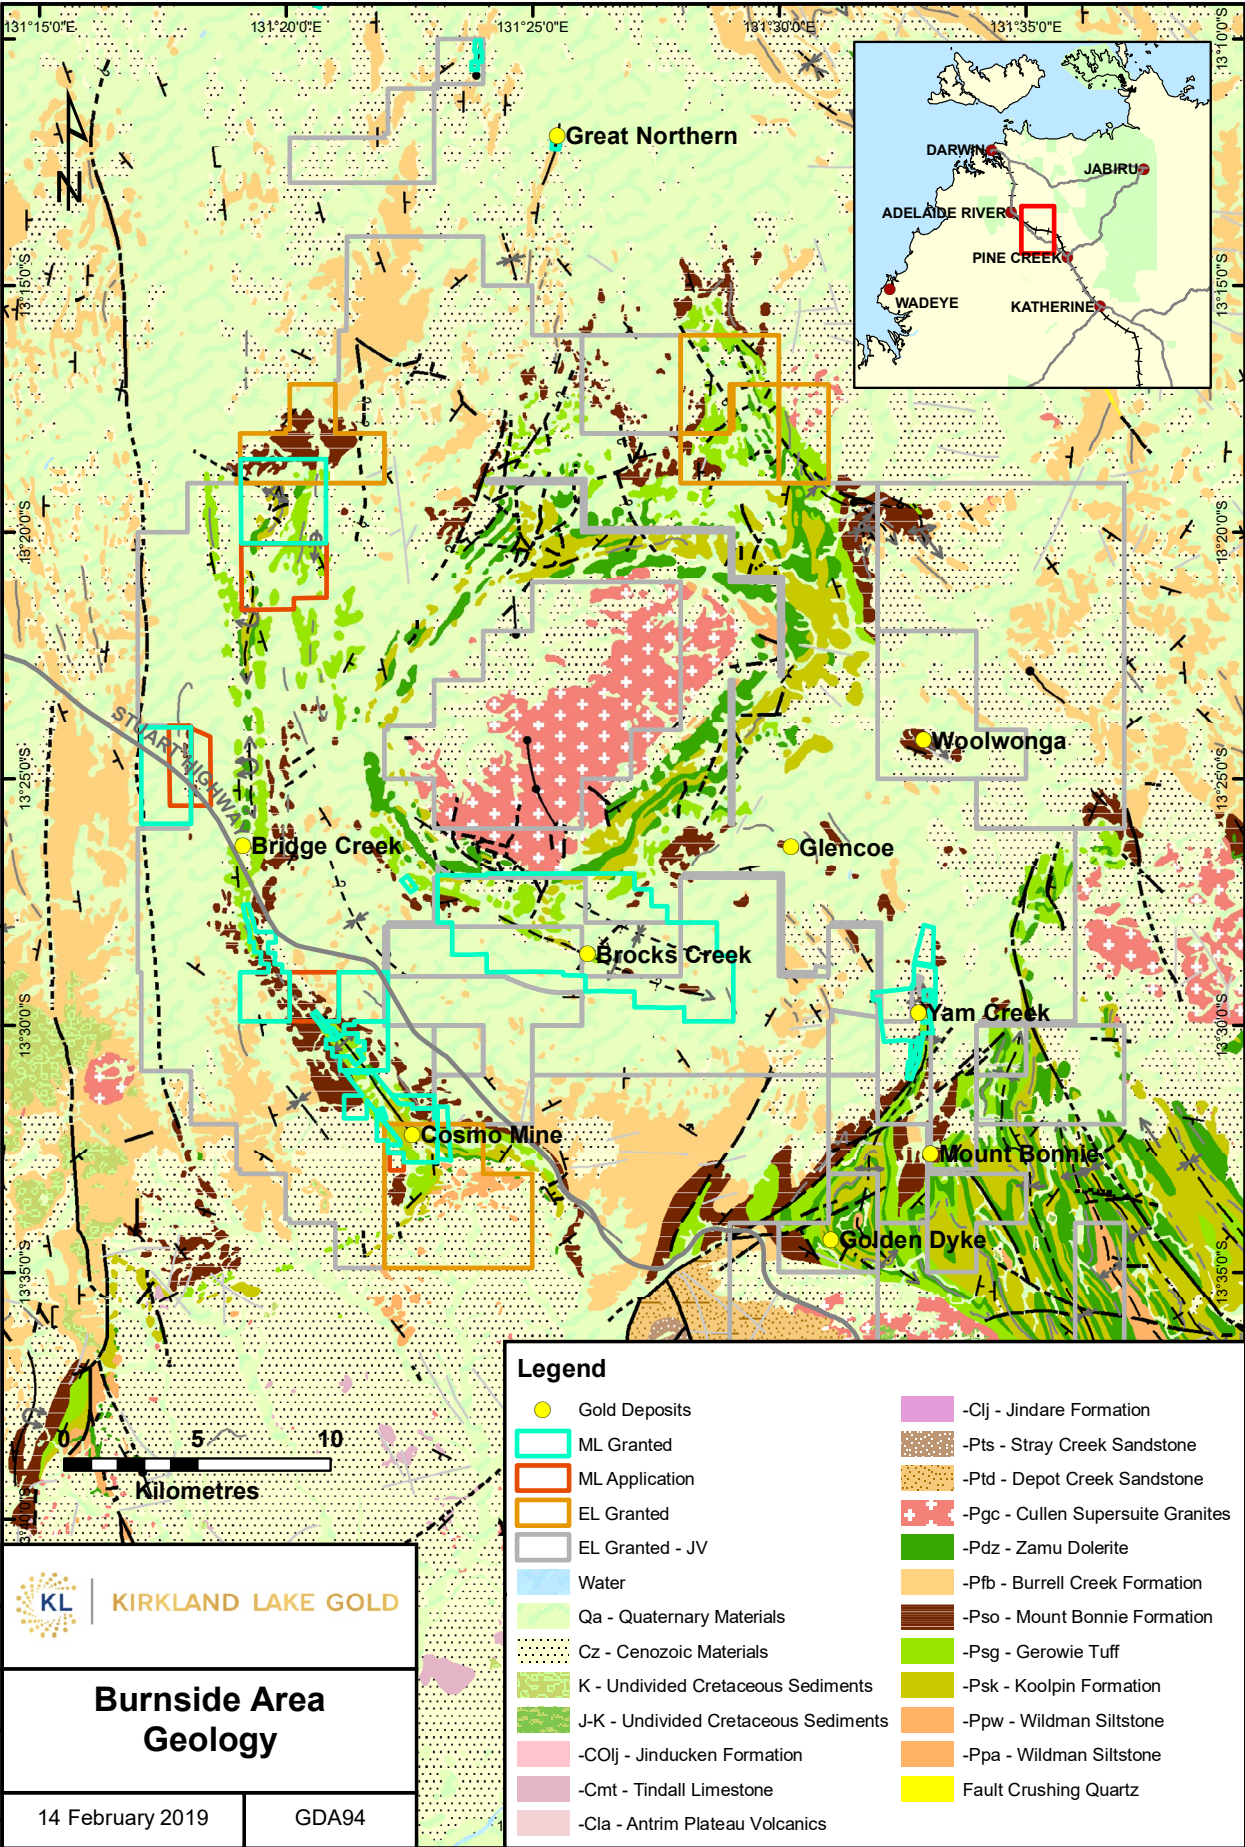 131°15'0"E
131°20'0"E
131°25'0"E
131°30'0"E
131°35'0"E
13°10'0"S
13°15'0"S
13°15'0"S
13°20'0"S
13°20'0"S
13°25'0"S
13°25'0"S
13°30'0"S
13°30'0"S
13°35'0"S
13°35'0"S
13°40'0"S
N
DARWIN
JABIRU
ADELAIDE RIVER
PINE CREEK
WADEYE
KATHERINE
Great Northern
Woolwonga
STUART HIGHWAY
Bridge Creek
Glencoe
Brocks Creek
Yam Creek
Cosmo Mine
Mount Bonnie
Golden Dyke
0 5 10
Kilometres
KL KIRKLAND LAKE GOLD
Burnside Area
Geology
14 February 2019
GDA94
Legend
Gold Deposits
ML Granted
ML Application
EL Granted
EL Granted - JV
Water
Qa - Quaternary Materials
Cz - Cenozoic Materials
K - Undivided Cretaceous Sediments
J-K - Undivided Cretaceous Sediments
-COlj - Jinducken Formation
-Cmt - Tindall Limestone
-Cla - Antrim Plateau Volcanics
-Clj - Jindare Formation
-Pts - Stray Creek Sandstone
-Ptd - Depot Creek Sandstone
-Pgc - Cullen Supersuite Granites
-Pdz - Zamu Dolerite
-Pfb - Burrell Creek Formation
-Pso - Mount Bonnie Formation
-Psg - Gerowie Tuff
-Psk - Koolpin Formation
-Ppw - Wildman Siltstone
-Ppa - Wildman Siltstone
Fault Crushing Quartz